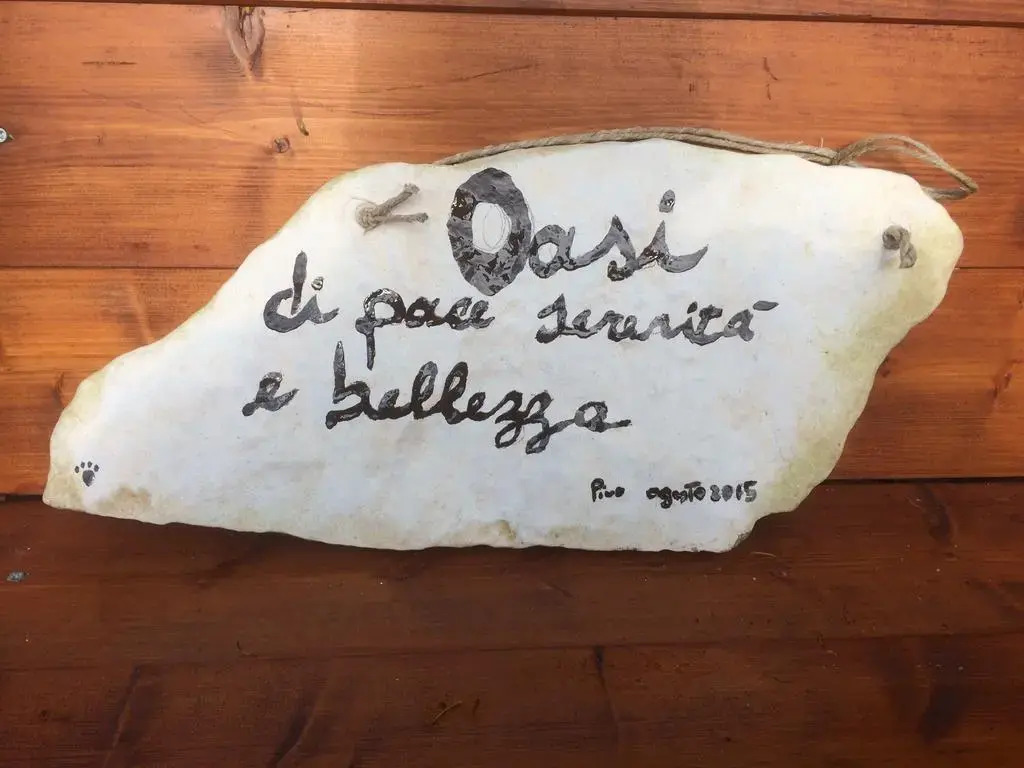 Oasi
di pace serenità
e bellezza
Pino agosto 2015